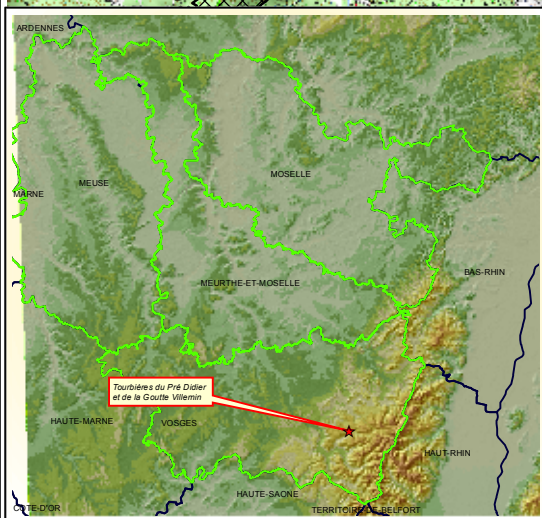 ARDENNES
MARNE
MEUSE
MOSELLE
MEURTHE-ET-MOSELLE
BAS-RHIN
Tourbières du Pré Didier
et de la Goutte Villemin
HAUTE-MARNE
VOSGES
HAUT-RHIN
HAUTE-SAONE
COTE-D'OR
TERRITOIRE-DE-BELFORT